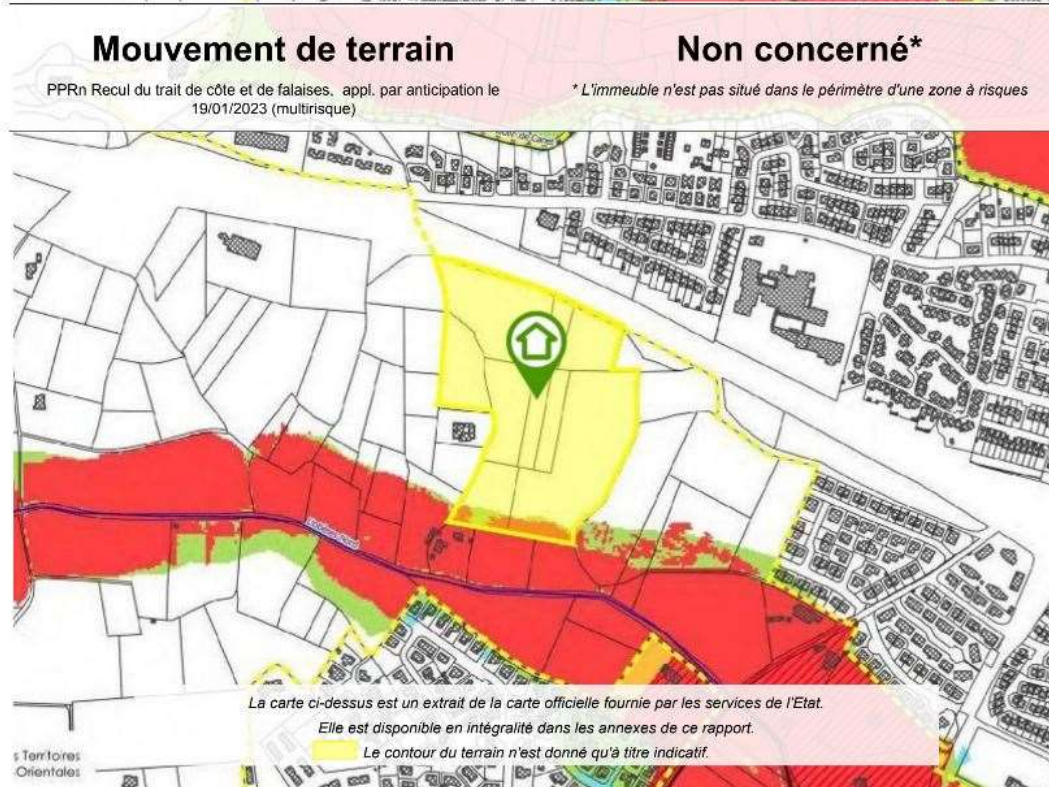 Mouvement de terrain
PPRn Recul du trait de côte et de falaises, appl. par anticipation le
19/01/2023 (multirisque)
Non concerné*
* L'immeuble n'est pas situé dans le périmètre d'une zone à risques
La carte ci-dessus est un extrait de la carte officielle fournie par les services de l'Etat.
Elle est disponible en intégralité dans les annexes de ce rapport.
Le contour du terrain n'est donné qu'à titre indicatif.
s Territoires
-Orientales